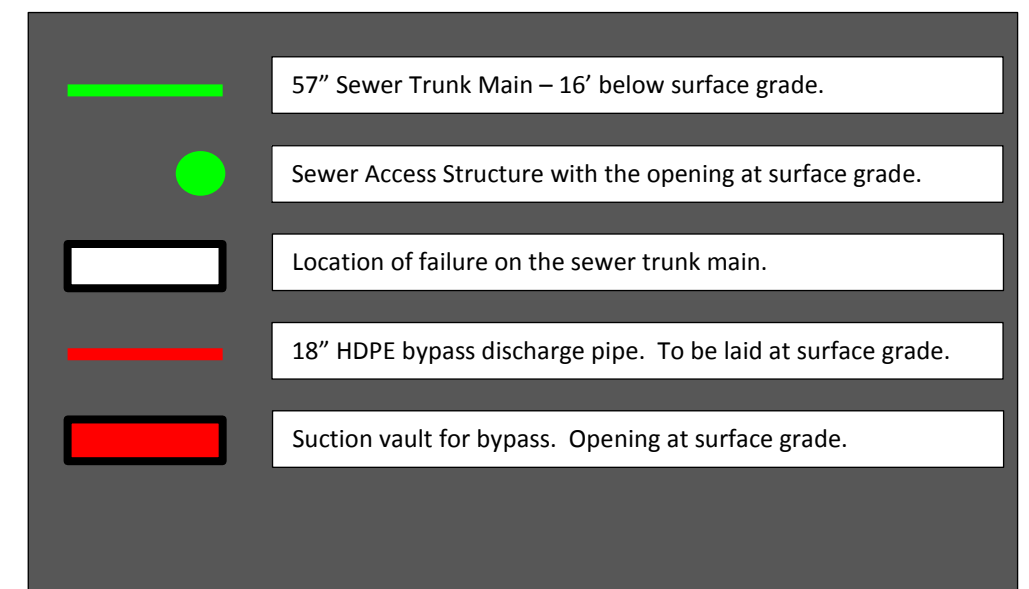 57” Sewer Trunk Main – 16’ below surface grade.
Sewer Access Structure with the opening at surface grade.
Location of failure on the sewer trunk main.
18” HDPE bypass discharge pipe.  To be laid at surface grade.
Suction vault for bypass.  Opening at surface grade.